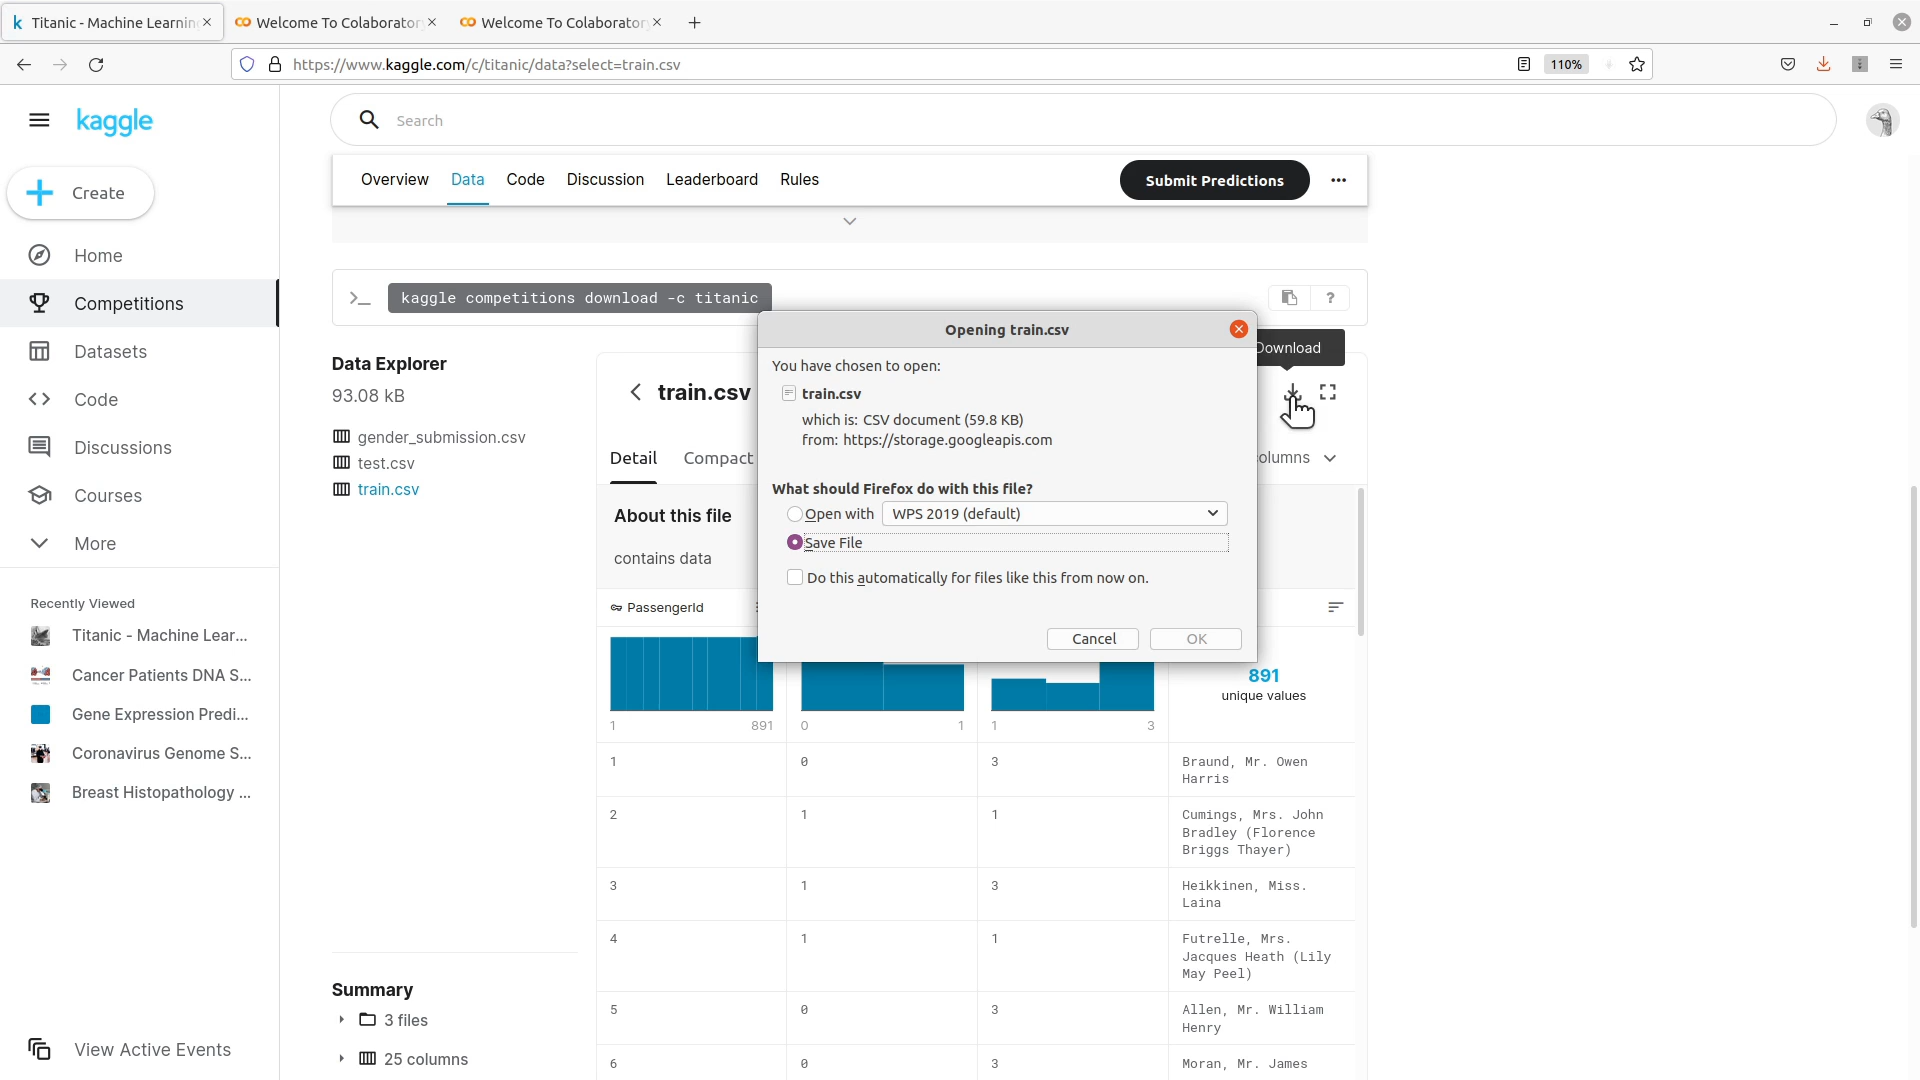 Titanic - Machine Learning
Welcome To Colaboratory
Welcome To Colaboratory
https://www.kaggle.com/c/titanic/data?select=train.csv
110%
kaggle
Search
Create
Home
Competitions
Datasets
Code
Discussions
Courses
More
Recently Viewed
Titanic - Machine Lear...
Cancer Patients DNA S...
Gene Expression Predi...
Coronavirus Genome S...
Breast Histopathology ...
View Active Events
Overview
Data
Code
Discussion
Leaderboard
Rules
Submit Predictions
kaggle competitions download -c titanic
?
Data Explorer
93.08 kB
gender_submission.csv
test.csv
train.csv
Summary
3 files
25 columns
train.csv
Download
Detail
Compact
olumns
About this file
contains data
PassengerId
1 891
0 1
1 3
891
unique values
1 0 3 Braund, Mr. Owen
Harris
2 1 1 Cumings, Mrs. John
Bradley (Florence
Briggs Thayer)
3 1 3 Heikkinen, Miss.
Laina
4 1 1 Futrelle, Mrs.
Jacques Heath (Lily
May Peel)
5 0 3 Allen, Mr. William
Henry
6 0 3 Moran, Mr. James
Opening train.csv
You have chosen to open:
train.csv
which is: CSV document (59.8 KB)
from: https://storage.googleapis.com
What should Firefox do with this file?
Open with WPS 2019 (default)
Save File
Do this automatically for files like this from now on.
Cancel
OK